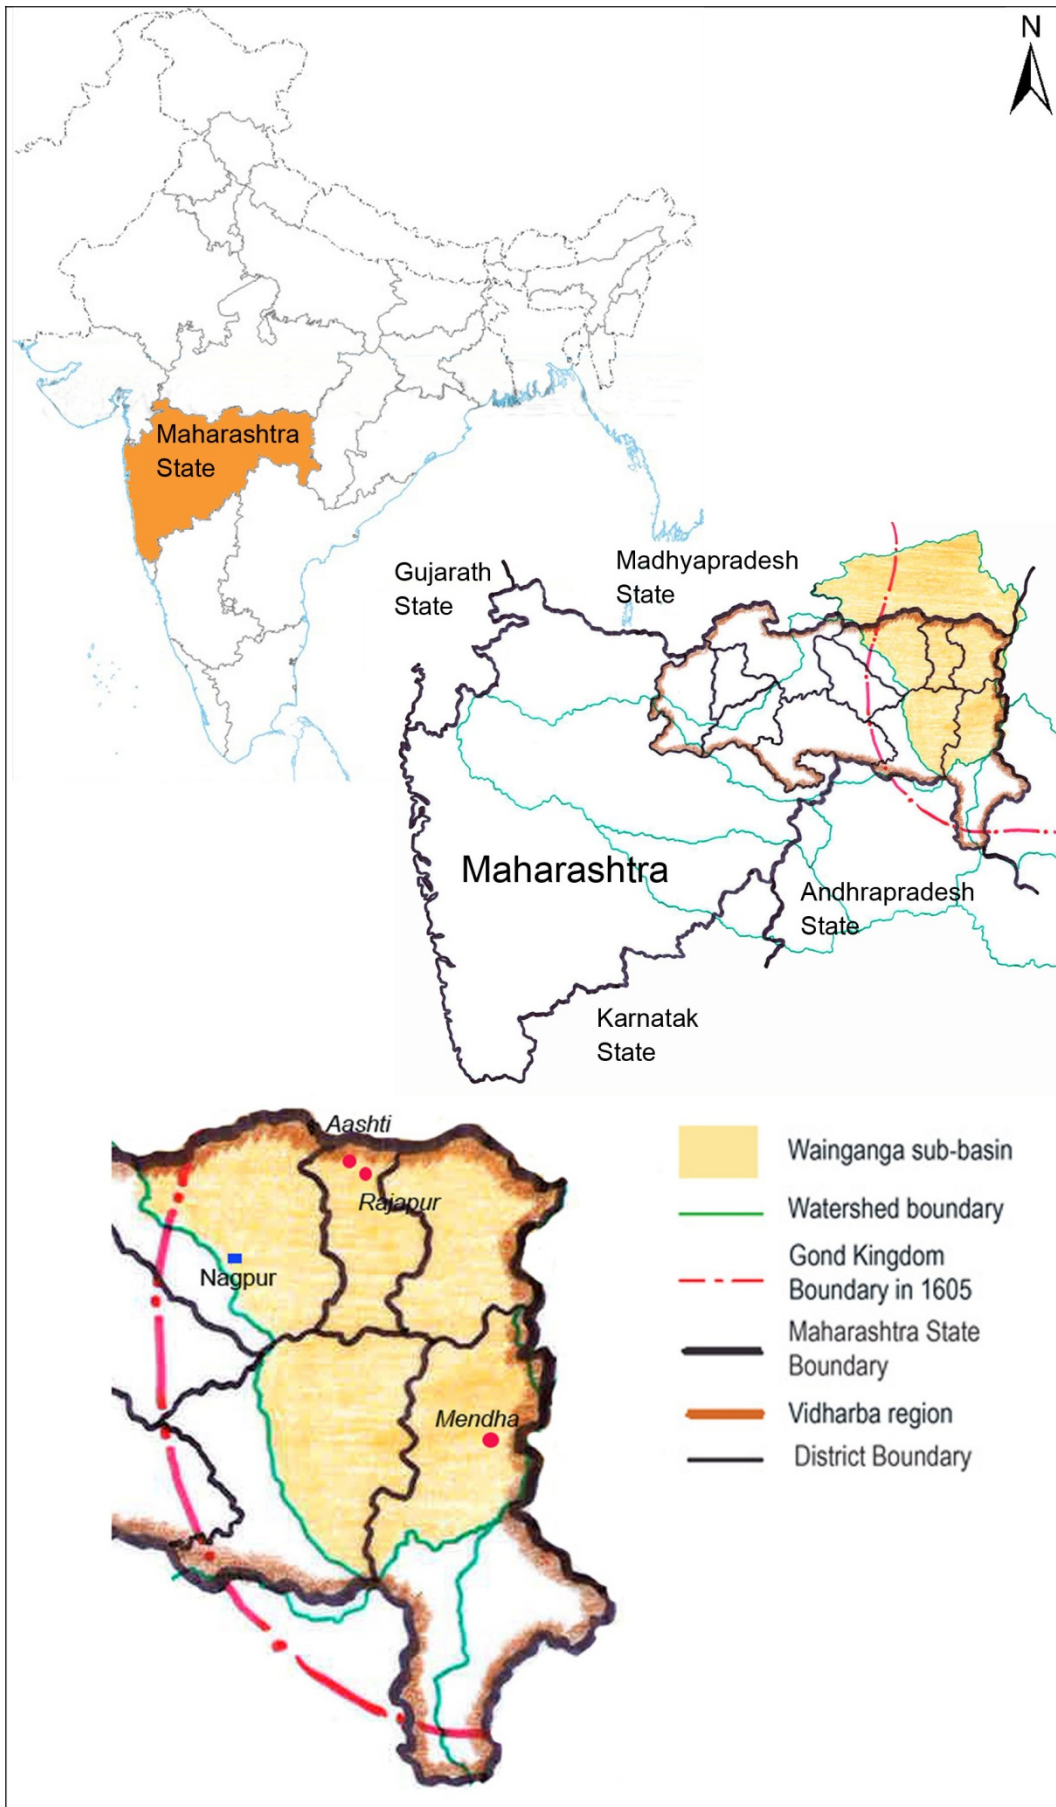 N
Maharashtra
State
Gujarath
State
Madhyapradesh
State
Maharashtra
Andhrapradesh
State
Karnatak
State
Aashti
Rajapur
Nagpur
Mendha
Wainganga sub-basin
Watershed boundary
Gond Kingdom
Boundary in 1605
Maharashtra State
Boundary
Vidharba region
District Boundary